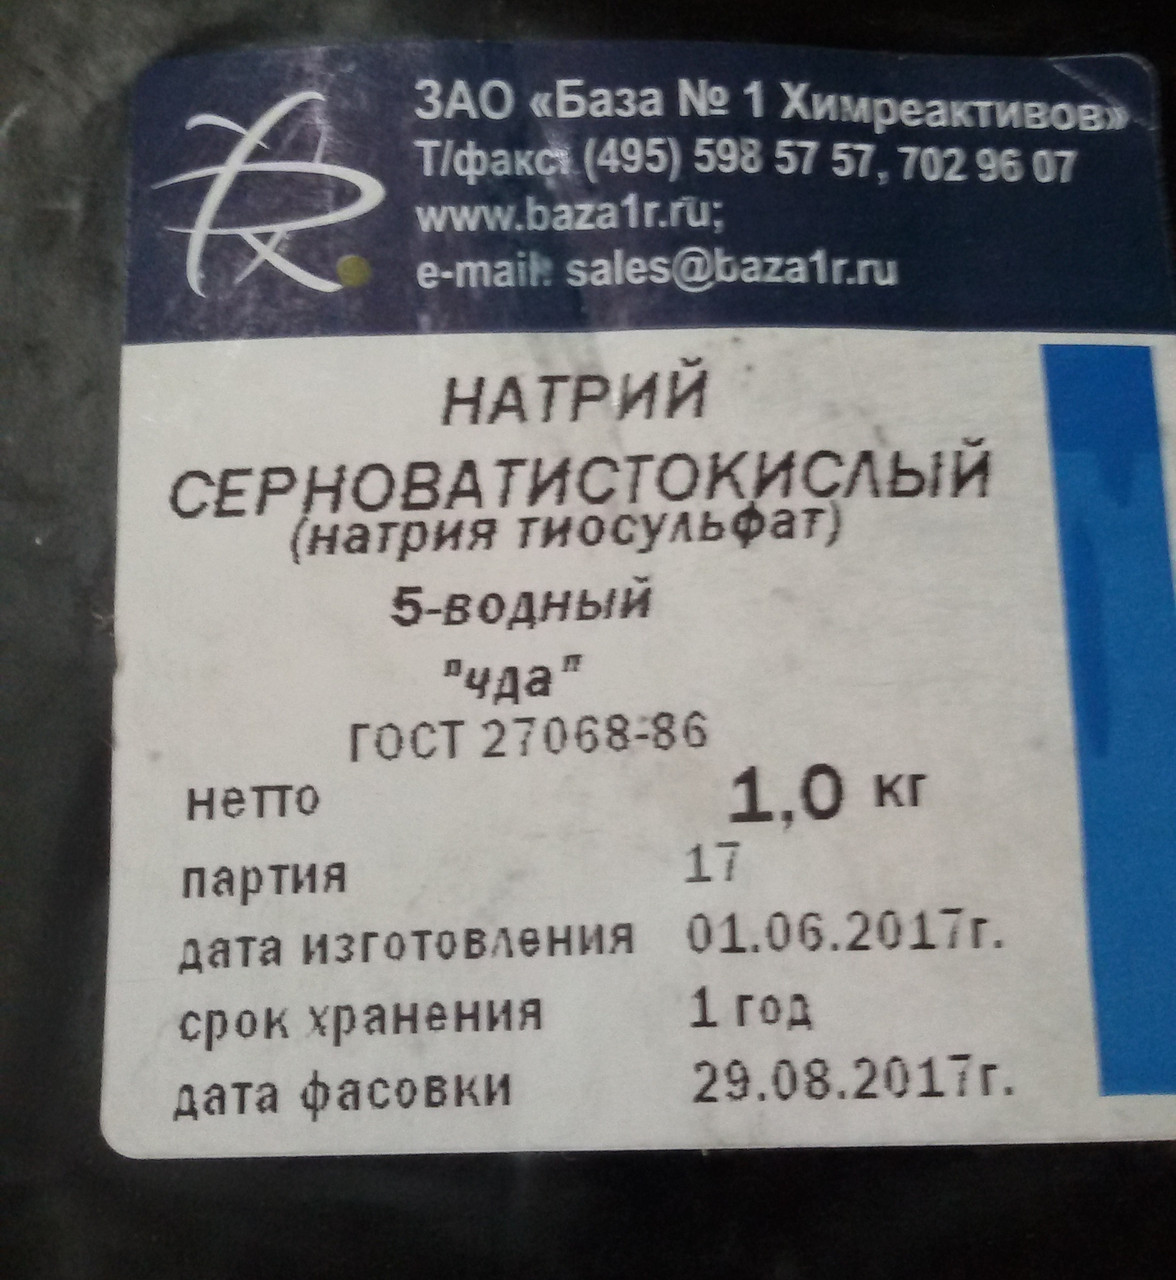 ЗАО «База № 1 Химреактивов»
Т/факс: (495) 598 57 57, 702 96 07
www.baza1r.ru;
e-mail: sales@baza1r.ru
НАТРИЙ
СЕРНОВАТИСТОКИСЛЫЙ
(натрия тиосульфат)
5-водный
"чда"
ГОСТ 27068-86
нетто 1,0 кг
партия 17
дата изготовления 01.06.2017г.
срок хранения 1 год
дата фасовки 29.08.2017г.